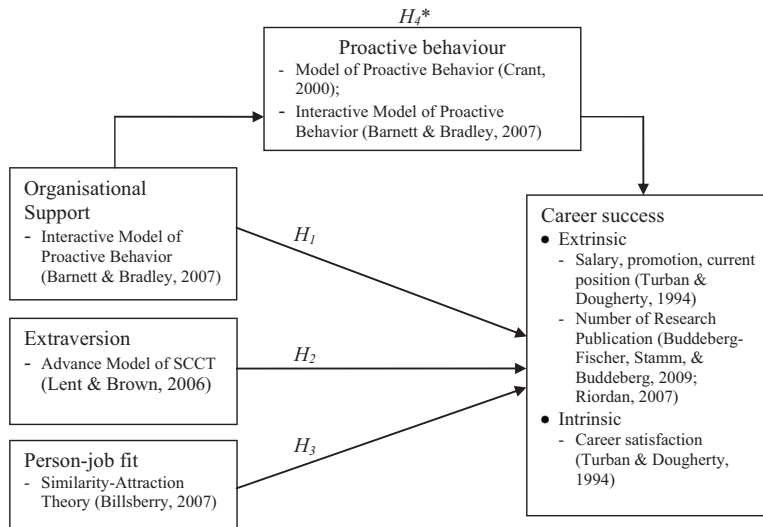 H4*
Proactive behaviour
- Model of Proactive Behavior (Crant,
2000);
- Interactive Model of Proactive
Behavior (Barnett & Bradley, 2007)
Organisational
Support
- Interactive Model of
Proactive Behavior
(Barnett & Bradley, 2007)
H1
Extraversion
- Advance Model of SCCT
(Lent & Brown, 2006)
H2
Person-job fit
- Similarity-Attraction
Theory (Billsberry, 2007)
H3
Career success
● Extrinsic
- Salary, promotion, current
position (Turban &
Dougherty, 1994)
- Number of Research
Publication (Buddeberg-
Fischer, Stamm, &
Buddeberg, 2009;
Riordan, 2007)
● Intrinsic
- Career satisfaction
(Turban & Dougherty,
1994)